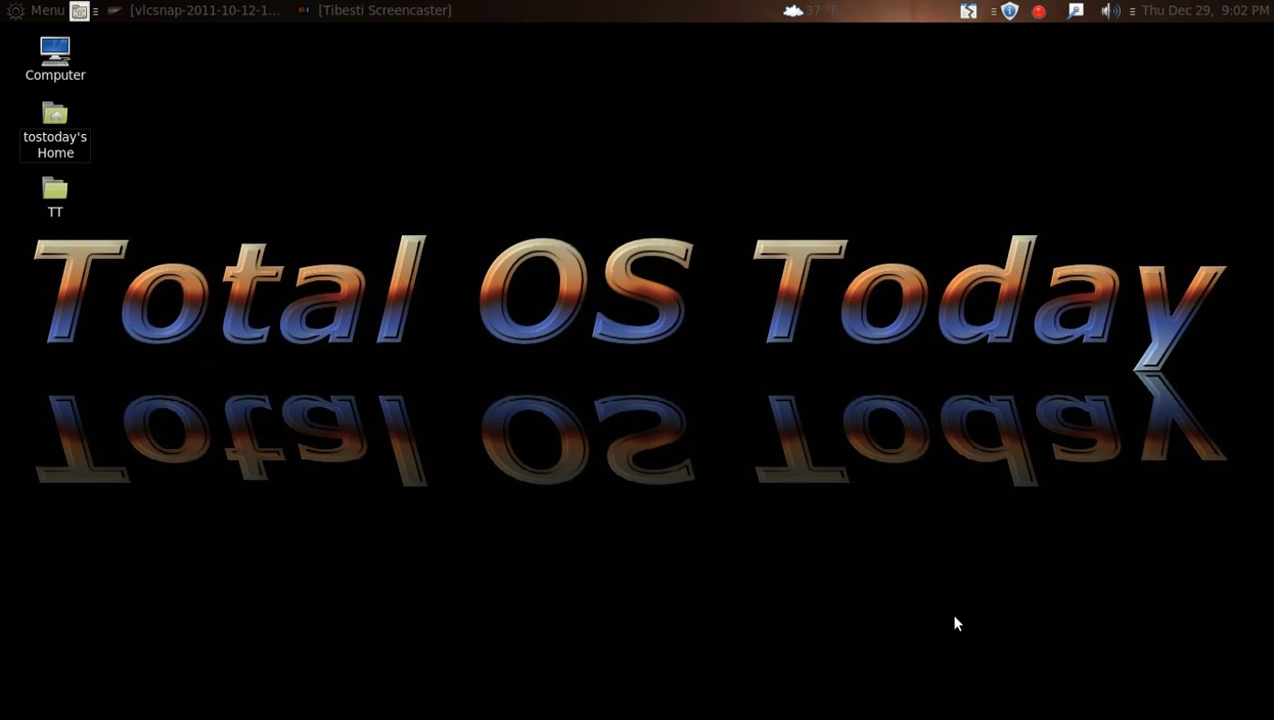 Menu [vlcsnap-2011-10-12-1... [Tibesti Screencaster] 37 °F Thu Dec 29, 9:02 PM
Computer
tostoday's
Home
TT
Total OS Today